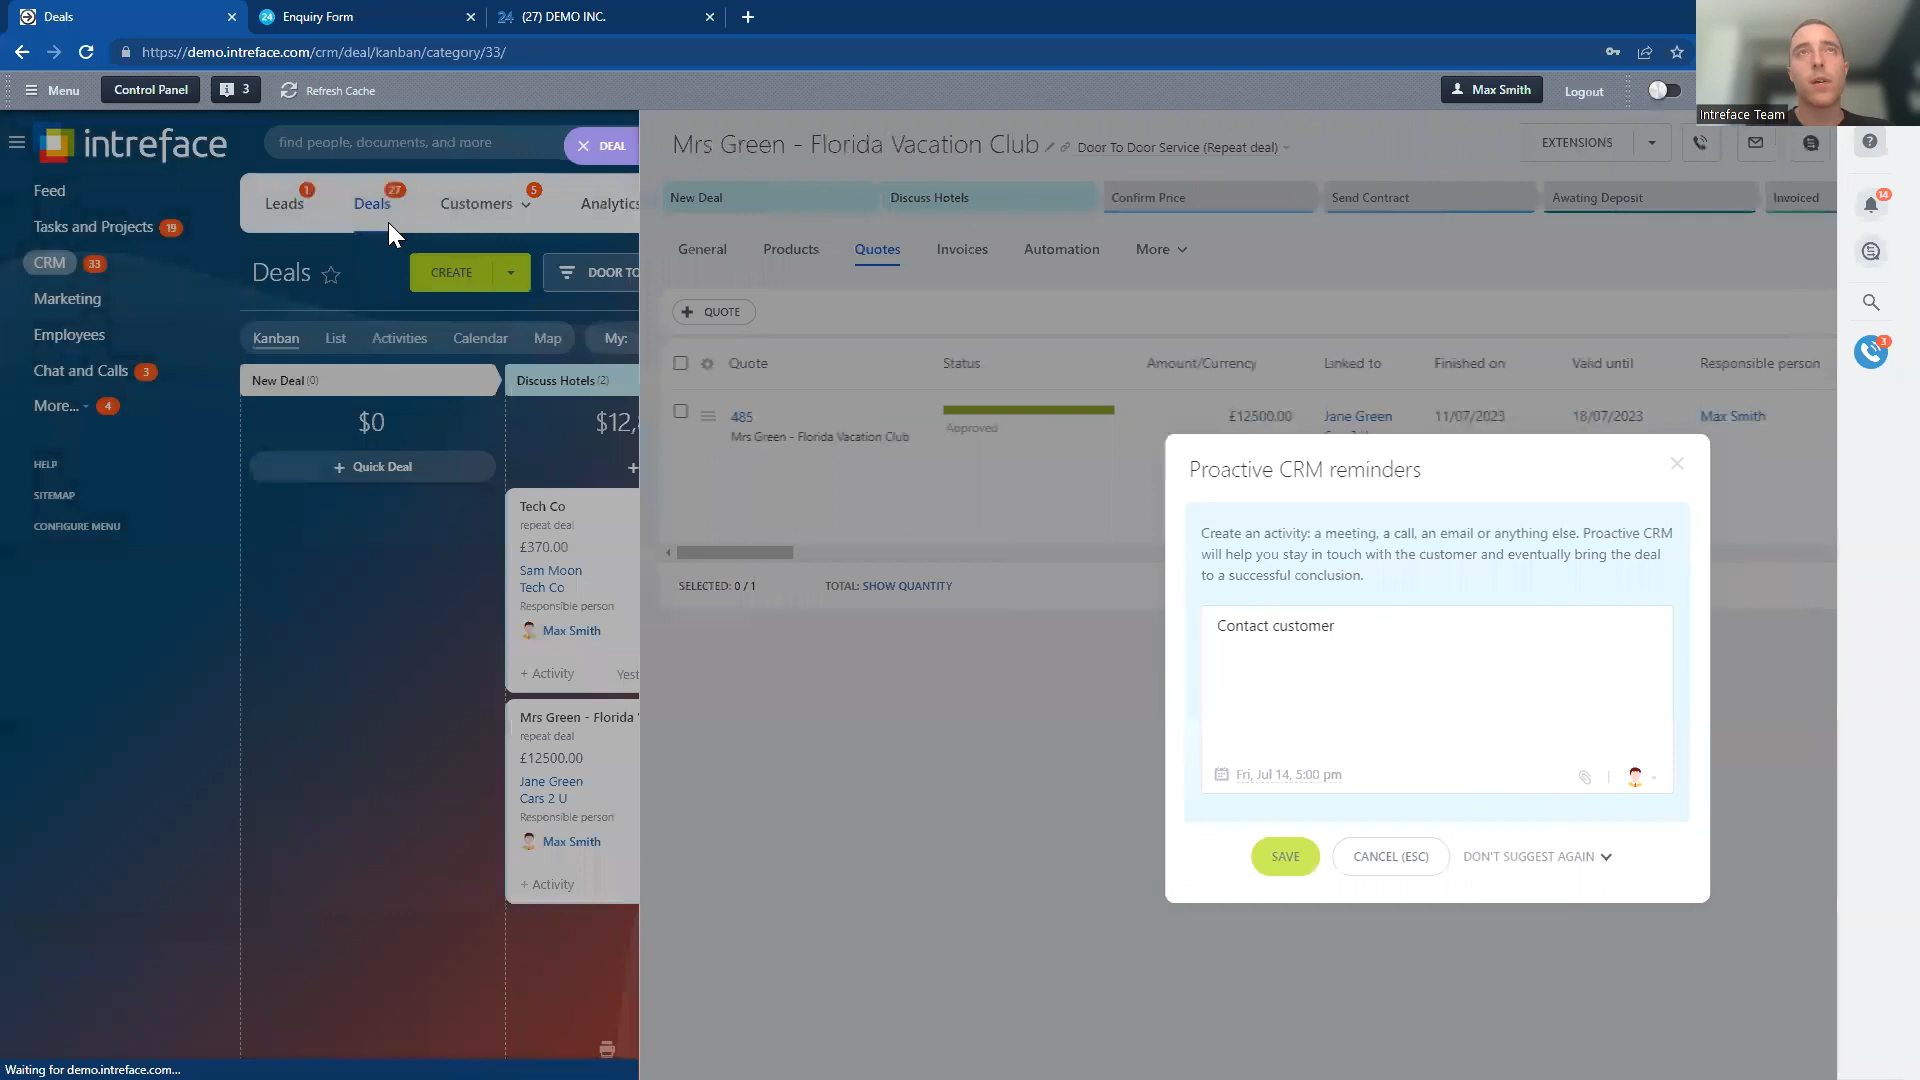 Deals
Enquiry Form
24 (27) DEMO INC.
https://demo.intreface.com/crm/deal/kanban/category/33/
Menu
Control Panel
3
Refresh Cache
Max Smith
Logout
Intreface Team
intreface
find people, documents, and more
DEAL
Feed
Tasks and Projects 19
CRM 33
Marketing
Employees
Chat and Calls 3
More... 4
HELP
SITEMAP
CONFIGURE MENU
Leads 1
Deals 27
Customers 5
Analytics
Deals
CREATE
DOOR TO
Kanban
List
Activities
Calendar
Map
My:
New Deal (0)
$0
+ Quick Deal
Discuss Hotels (2)
$12,
+
Tech Co
repeat deal
£370.00
Sam Moon
Tech Co
Responsible person
Max Smith
+ Activity
Yest
Mrs Green - Florida
repeat deal
£12500.00
Jane Green
Cars 2 U
Responsible person
Max Smith
+ Activity
Mrs Green - Florida Vacation Club
Door To Door Service (Repeat deal)
EXTENSIONS
New Deal
Discuss Hotels
Confirm Price
Send Contract
Awating Deposit
Invoiced
General
Products
Quotes
Invoices
Automation
More
+ QUOTE
Quote
Status
Amount/Currency
Linked to
Finished on
Valid until
Responsible person
485
Mrs Green - Florida Vacation Club
Approved
£12500.00
Jane Green
11/07/2023
18/07/2023
Max Smith
SELECTED: 0 / 1
TOTAL: SHOW QUANTITY
Proactive CRM reminders
Create an activity: a meeting, a call, an email or anything else. Proactive CRM
will help you stay in touch with the customer and eventually bring the deal
to a successful conclusion.
Contact customer
Fri, Jul 14, 5:00 pm
SAVE
CANCEL (ESC)
DON'T SUGGEST AGAIN
14
3
Waiting for demo.intreface.com...